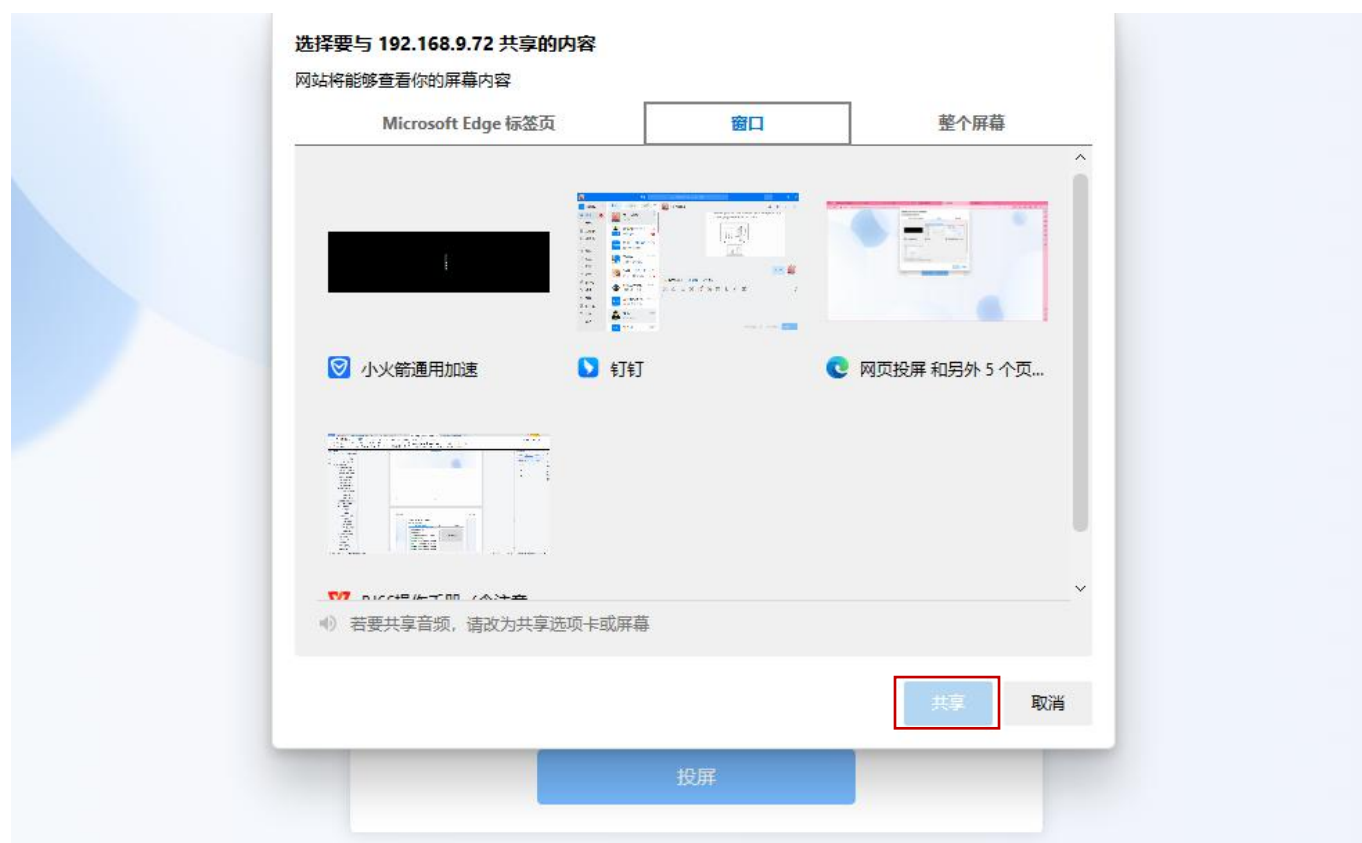 选择要与 192.168.9.72 共享的内容
网站将能够查看你的屏幕内容
Microsoft Edge 标签页
窗口
整个屏幕
小火箭通用加速
钉钉
网页投屏 和另外 5 个页...
若要共享音频，请改为共享选项卡或屏幕
共享
取消
投屏